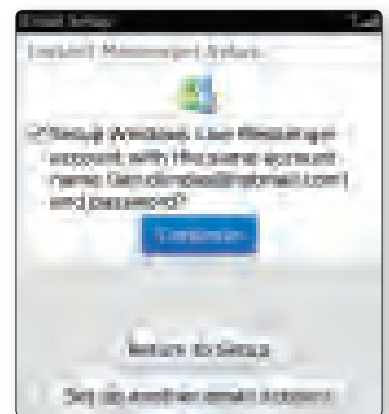 Email Setup
Instant Messenger Setup
Setup Windows Live Messenger
account with the same account
name
and password?
Continue
Return to Setup
Set up another email account